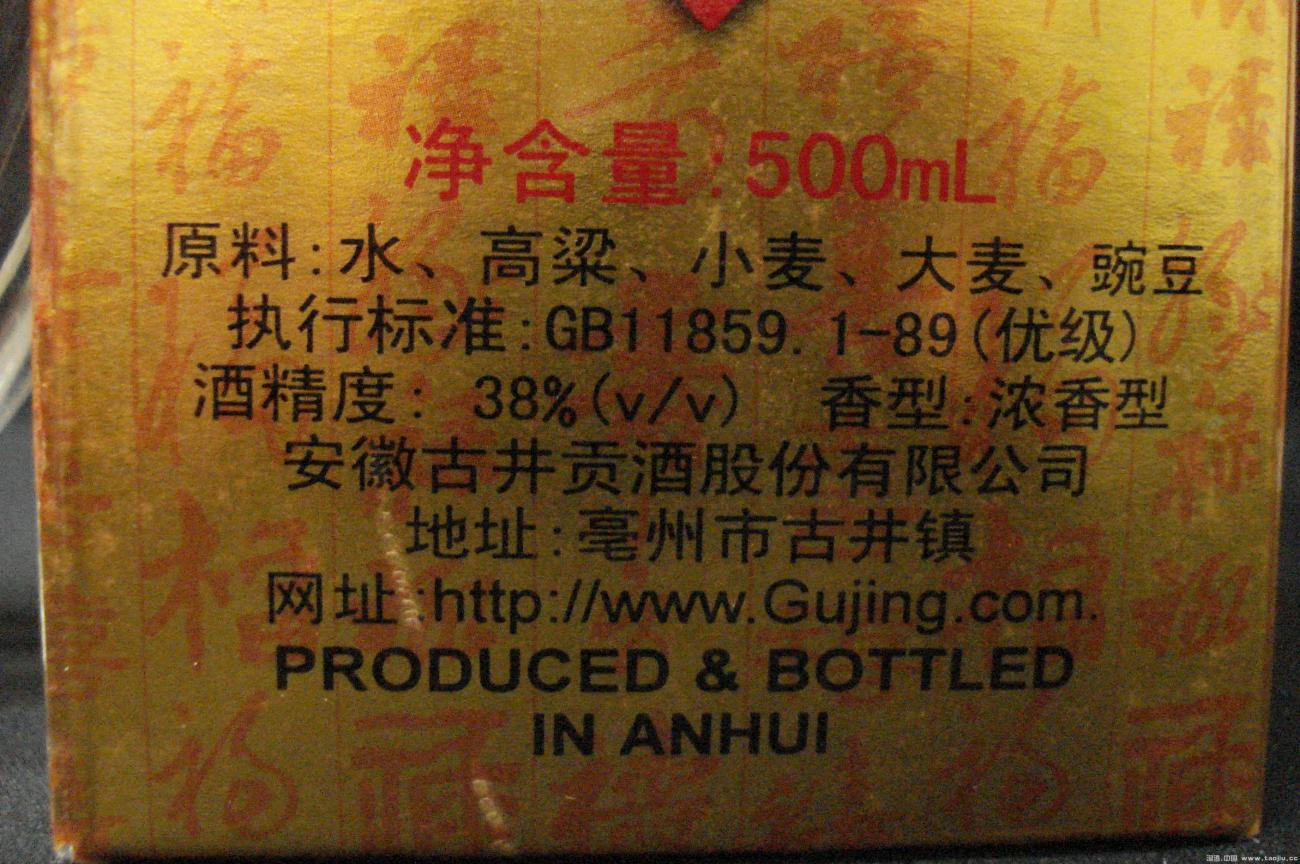 净含量:500mL
原料:水、高粱、小麦、大麦、豌豆
执行标准:GB11859.1-89(优级)
酒精度: 38%(v/v) 香型:浓香型
安徽古井贡酒股份有限公司
地址:亳州市古井镇
网址:http://www.Gujing.com.
PRODUCED & BOTTLED
IN ANHUI
www.taojiu.cc